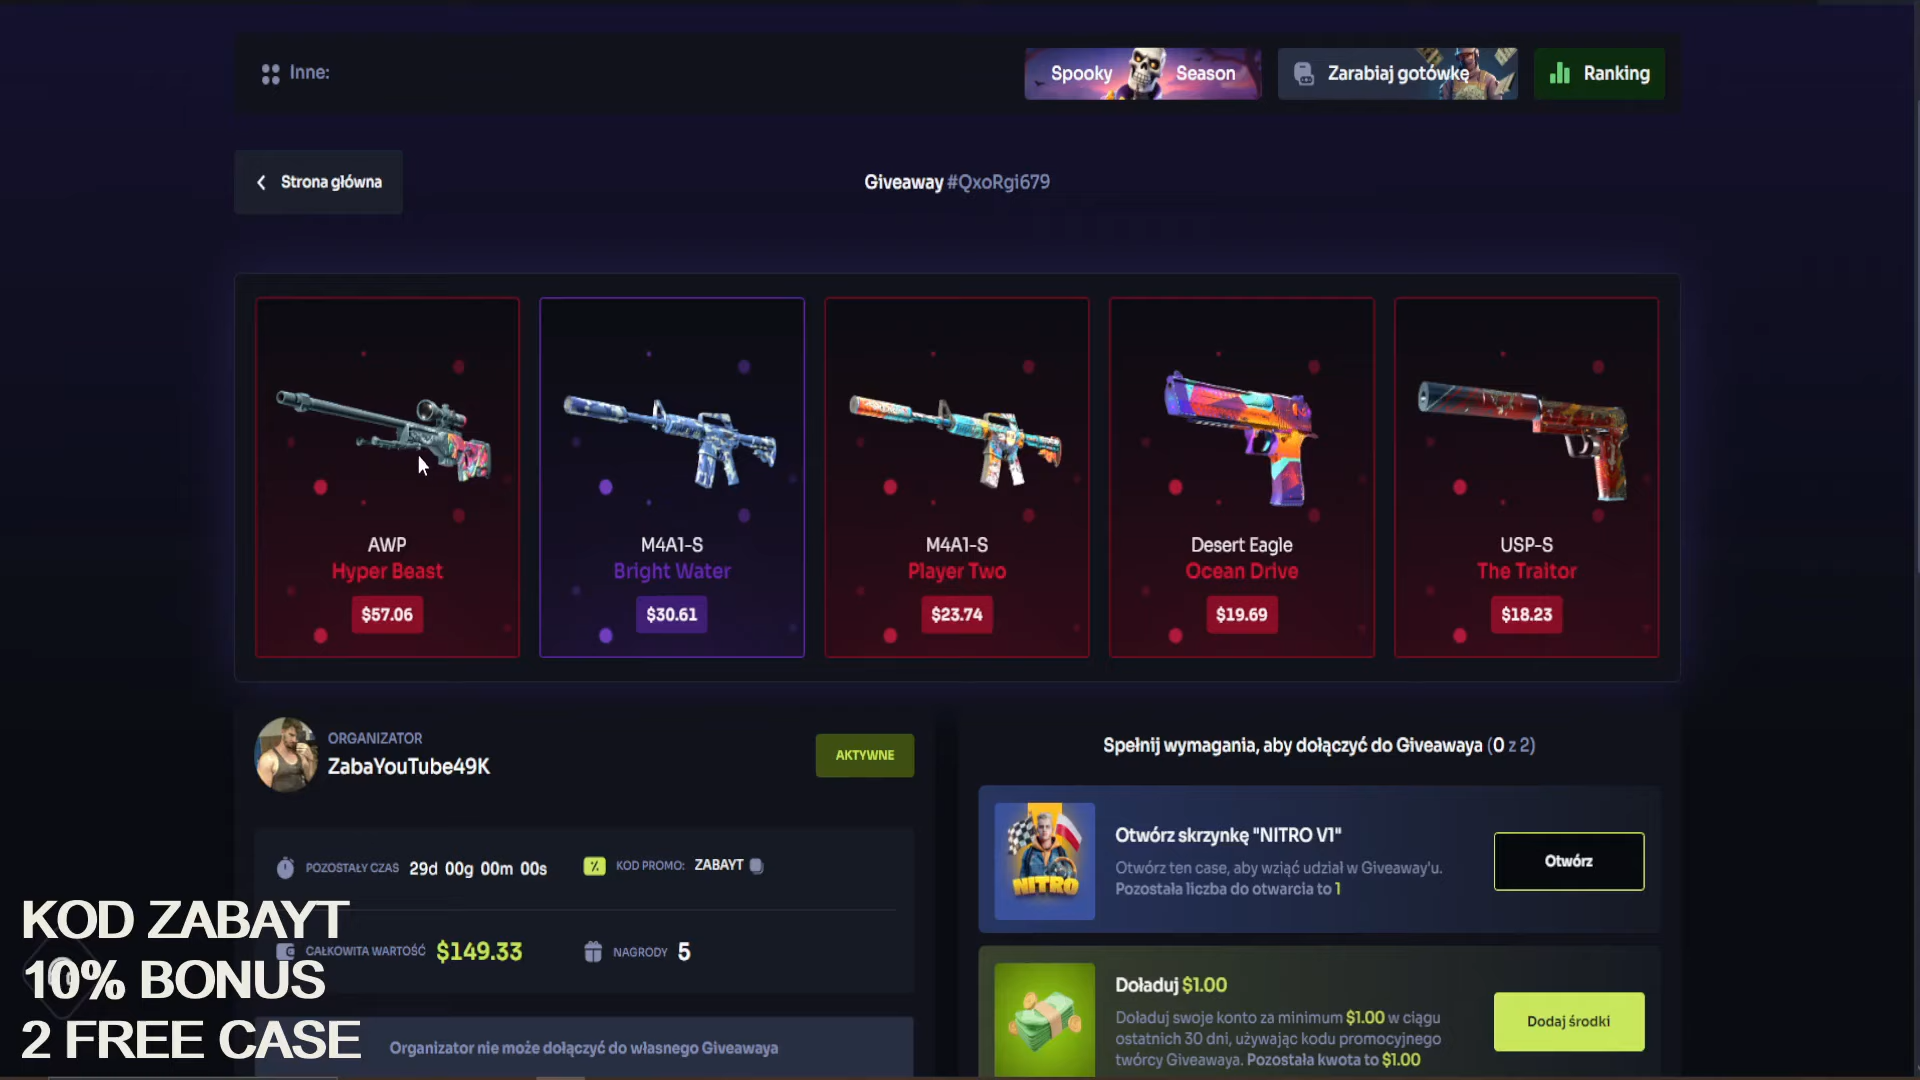 Inne:
Spooky Season
Zarabiaj gotówkę
Ranking
Strona główna
Giveaway #QxoRgi679
AWP
Hyper Beast
$57.06
M4A1-S
Bright Water
$30.61
M4A1-S
Player Two
$23.74
Desert Eagle
Ocean Drive
$19.69
USP-S
The Traitor
$18.23
ORGANIZATOR
ZabaYouTube49K
AKTYWNE
POZOSTAŁY CZAS 29d 00g 00m 00s
KOD PROMO: ZABAYT
CAŁKOWITA WARTOŚĆ $149.33
NAGRODY 5
Organizator nie może dołączyć do własnego Giveawaya
KOD ZABAYT
10% BONUS
2 FREE CASE
Spełnij wymagania, aby dołączyć do Giveawaya (0 z 2)
NITRO
Otwórz skrzynkę "NITRO V1"
Otwórz ten case, aby wziąć udział w Giveaway'u.
Pozostała liczba do otwarcia to 1
Otwórz
Doładuj $1.00
Doładuj swoje konto za minimum $1.00 w ciągu
ostatnich 30 dni, używając kodu promocyjnego
twórcy Giveawaya. Pozostała kwota to $1.00
Dodaj środki